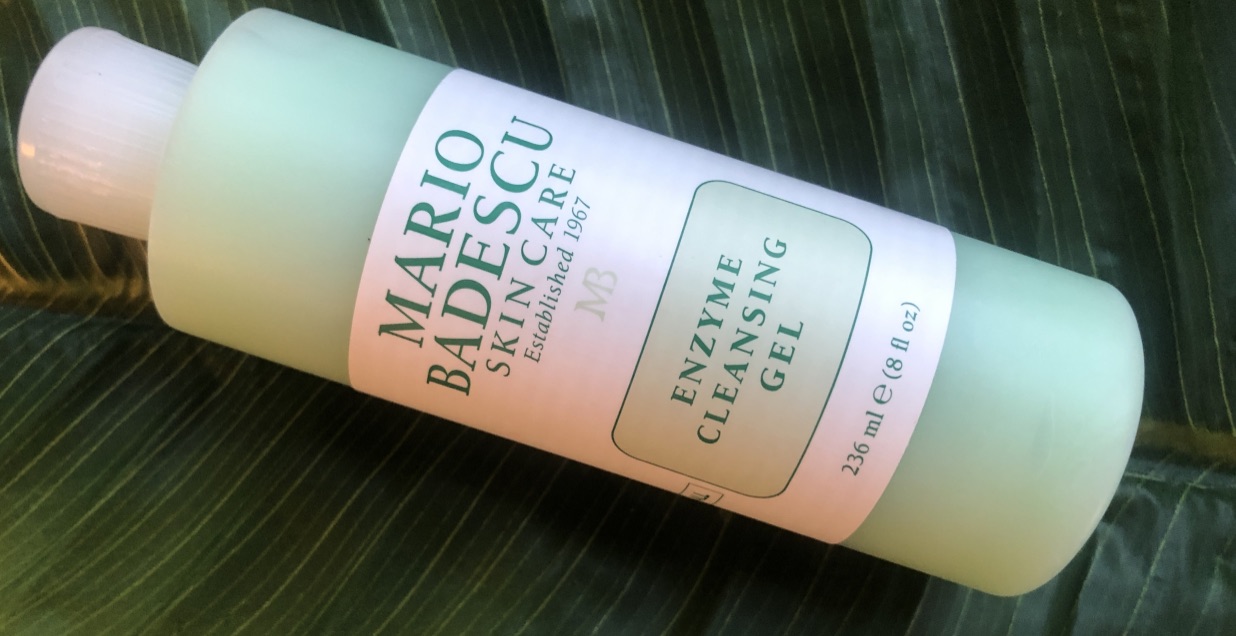 MARIO
BADESCU
SKIN CARE
Established 1967
MB
ENZYME
CLEANSING
GEL
236 ml ℮ (8 fl oz)